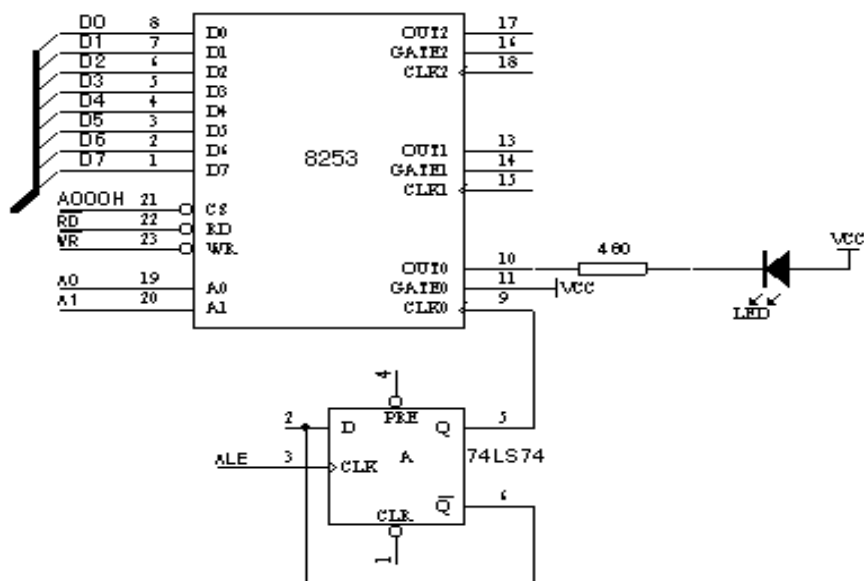 D0 8 D0 OUT2 17
D1 7 D1 GATE2 16
D2 6 D2 CLK2 18
D3 5 D3
D4 4 D4
D5 3 D5
D6 2 D6 OUT1 13
D7 1 D7 8253 GATE1 14
CLK1 15
A000H 21 CS
RD 22 RD
WR 23 WR
OUT0 10 460 VCC
A0 19 A0 GATE0 11 VCC
A1 20 A1 CLK0 9
LED
4
2 D PRE Q 5
ALE 3 CLK A 74LS74
Q 6
CLR
1